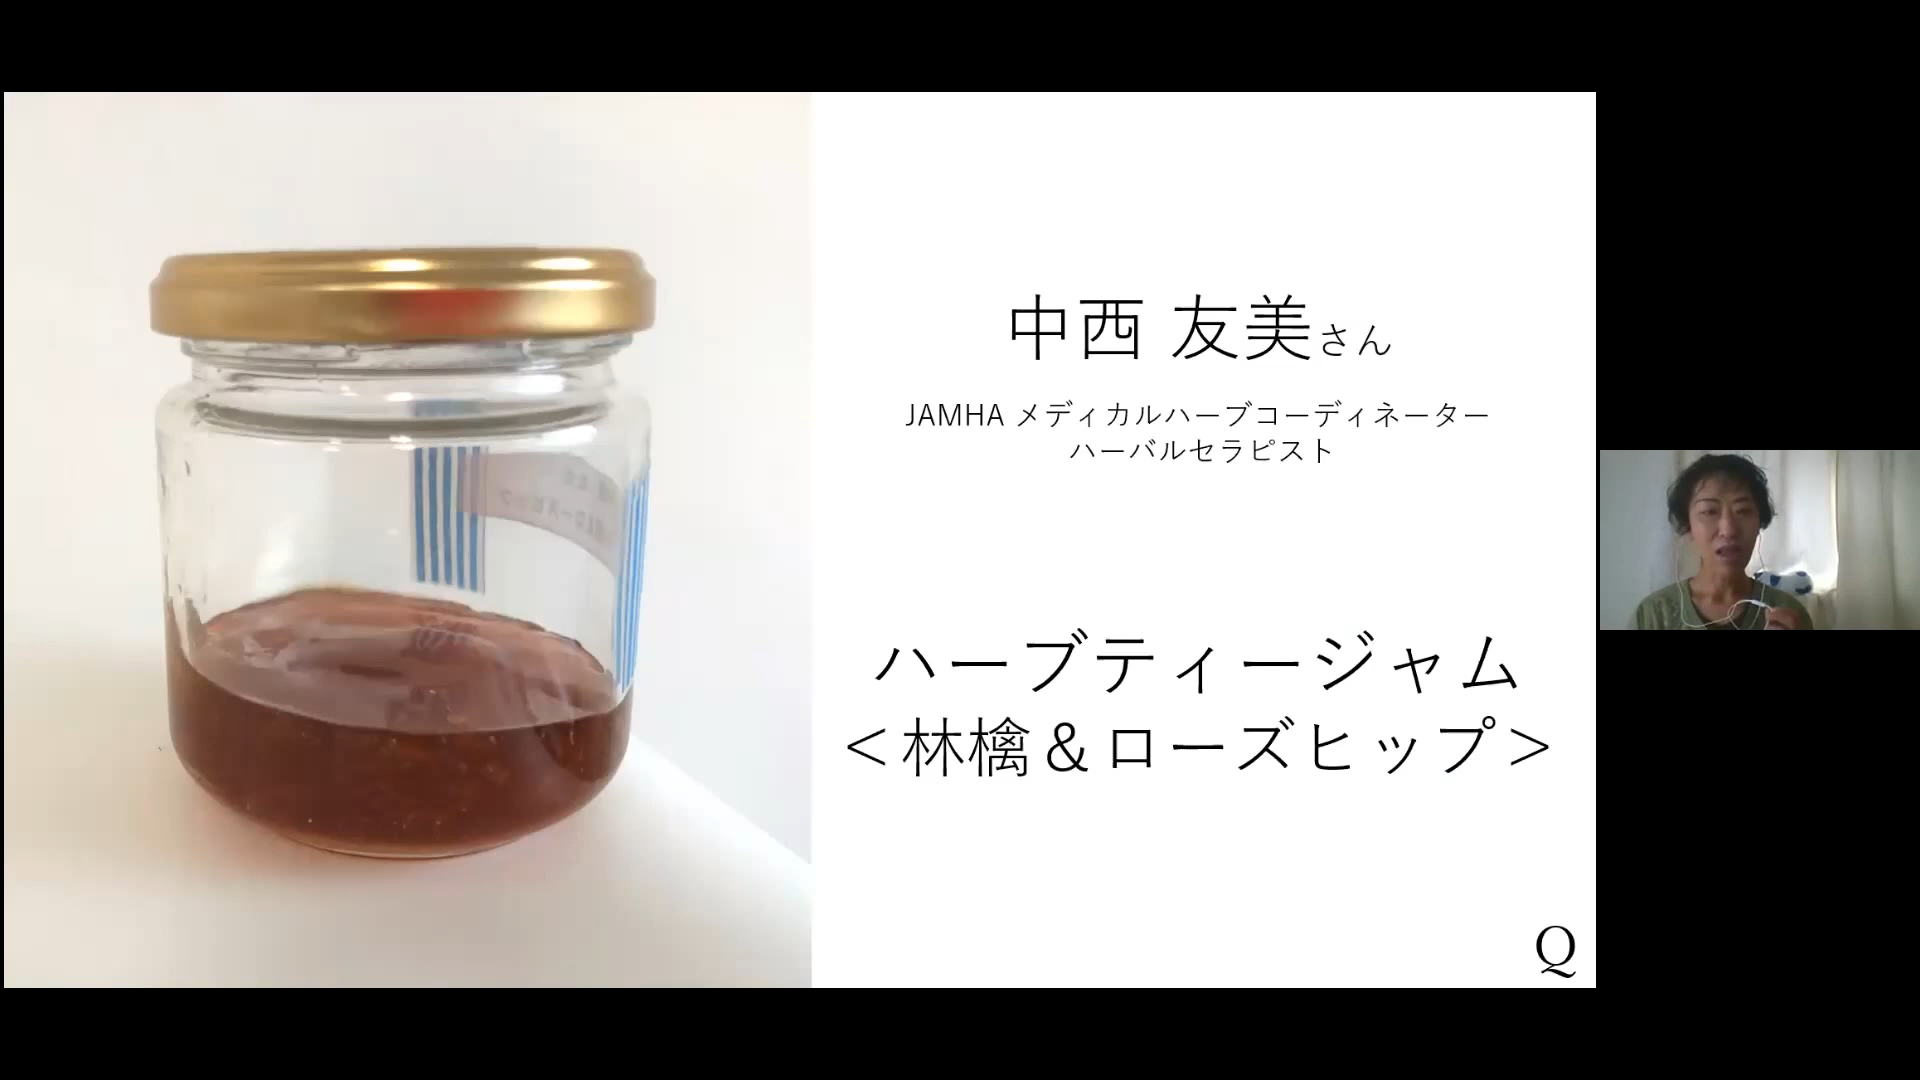 中西 友美さん
JAMHA メディカルハーブコーディネーター
ハーバルセラピスト
ハーブティージャム
＜林檎＆ローズヒップ＞
Q